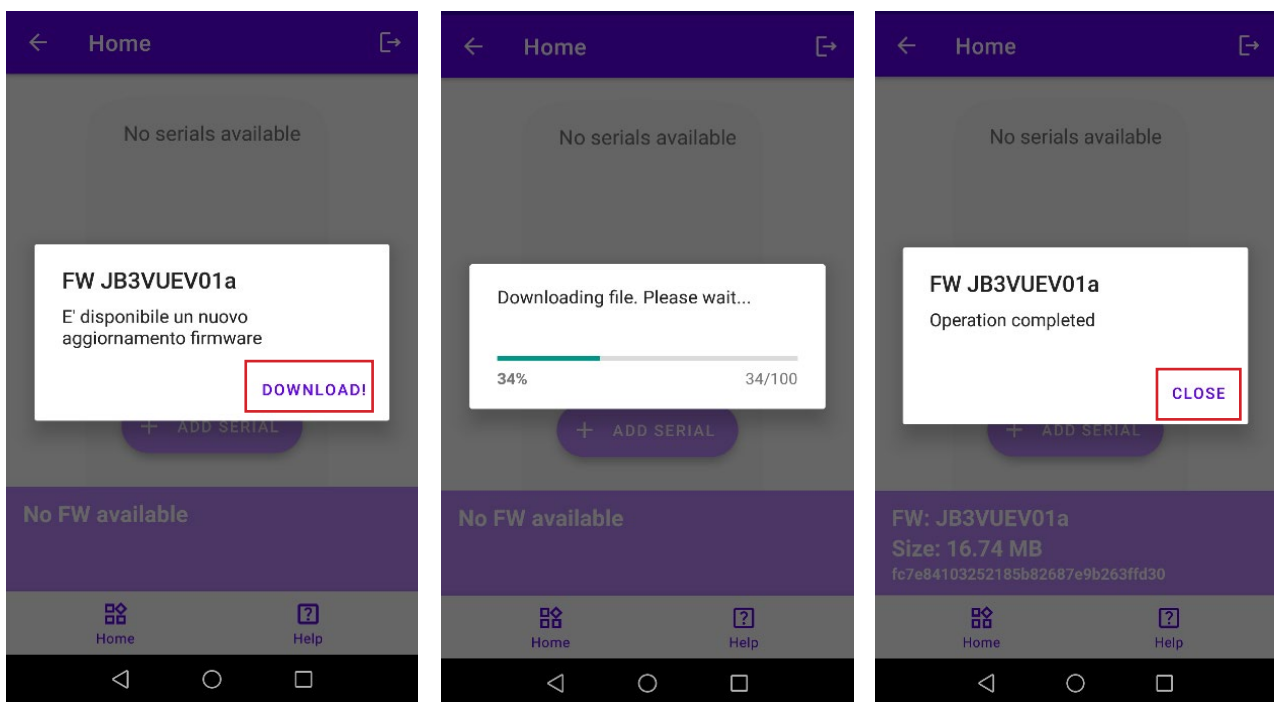 Home
No serials available
FW JB3VUEV01a
E' disponibile un nuovo
aggiornamento firmware
DOWNLOAD!
+ ADD SERIAL
No FW available
Home
Help
Home
No serials available
Downloading file. Please wait...
34%
34/100
+ ADD SERIAL
No FW available
Home
Help
Home
No serials available
FW JB3VUEV01a
Operation completed
CLOSE
+ ADD SERIAL
FW: JB3VUEV01a
Size: 16.74 MB
fc7e84103252185b82687e9b263ffd30
Home
Help